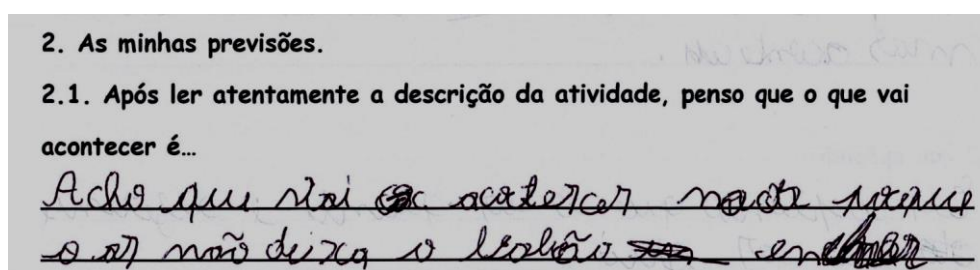 2. As minhas previsões.
2.1. Após ler atentamente a descrição da atividade, penso que o que vai
acontecer é...
Acho que vai acatercer nada porque
o ar não deixa o balão encher